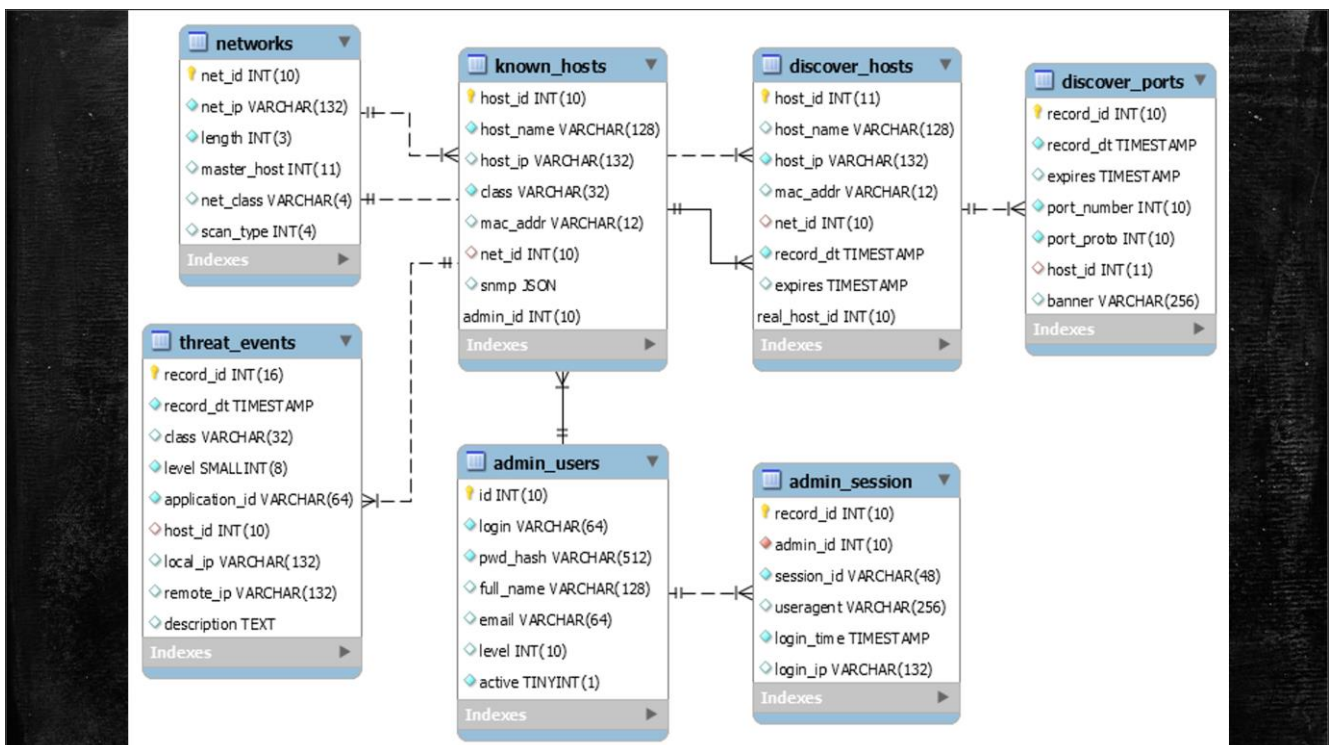 networks
net_id INT(10)
net_ip VARCHAR(132)
length INT(3)
master_host INT(11)
net_class VARCHAR(4)
scan_type INT(4)
Indexes
known_hosts
host_id INT(10)
host_name VARCHAR(128)
host_ip VARCHAR(132)
class VARCHAR(32)
mac_addr VARCHAR(12)
net_id INT(10)
snmp JSON
admin_id INT(10)
Indexes
discover_hosts
host_id INT(11)
host_name VARCHAR(128)
host_ip VARCHAR(132)
mac_addr VARCHAR(12)
net_id INT(10)
record_dt TIMESTAMP
expires TIMESTAMP
real_host_id INT(10)
Indexes
discover_ports
record_id INT(10)
record_dt TIMESTAMP
expires TIMESTAMP
port_number INT(10)
port_proto INT(10)
host_id INT(11)
banner VARCHAR(256)
Indexes
threat_events
record_id INT(16)
record_dt TIMESTAMP
class VARCHAR(32)
level SMALLINT(8)
application_id VARCHAR(64)
host_id INT(10)
local_ip VARCHAR(132)
remote_ip VARCHAR(132)
description TEXT
Indexes
admin_users
id INT(10)
login VARCHAR(64)
pwd_hash VARCHAR(512)
full_name VARCHAR(128)
email VARCHAR(64)
level INT(10)
active TINYINT(1)
Indexes
admin_session
record_id INT(10)
admin_id INT(10)
session_id VARCHAR(48)
useragent VARCHAR(256)
login_time TIMESTAMP
login_ip VARCHAR(132)
Indexes